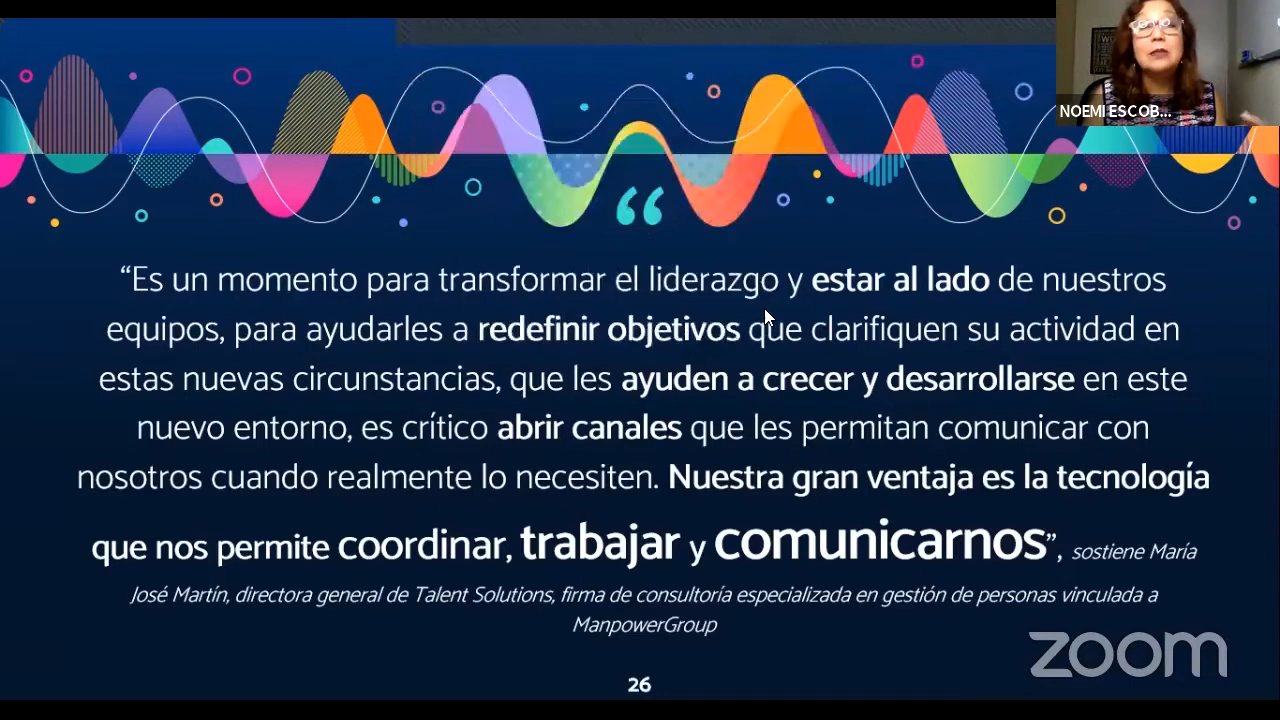 NOEMI ESCOB...
“
“Es un momento para transformar el liderazgo y estar al lado de nuestros
equipos, para ayudarles a redefinir objetivos que clarifiquen su actividad en
estas nuevas circunstancias, que les ayuden a crecer y desarrollarse en este
nuevo entorno, es crítico abrir canales que les permitan comunicar con
nosotros cuando realmente lo necesiten. Nuestra gran ventaja es la tecnología
que nos permite coordinar, trabajar y comunicarnos”, sostiene María
José Martín, directora general de Talent Solutions, firma de consultoría especializada en gestión de personas vinculada a
ManpowerGroup
zoom
26